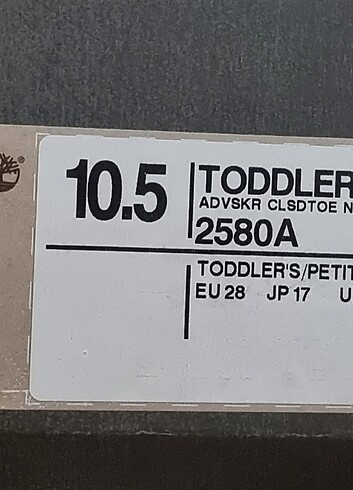 10.5
TODDLER
ADVSKR CLSDTOE N
2580A
TODDLER'S/PETIT
EU 28 JP 17 U
®